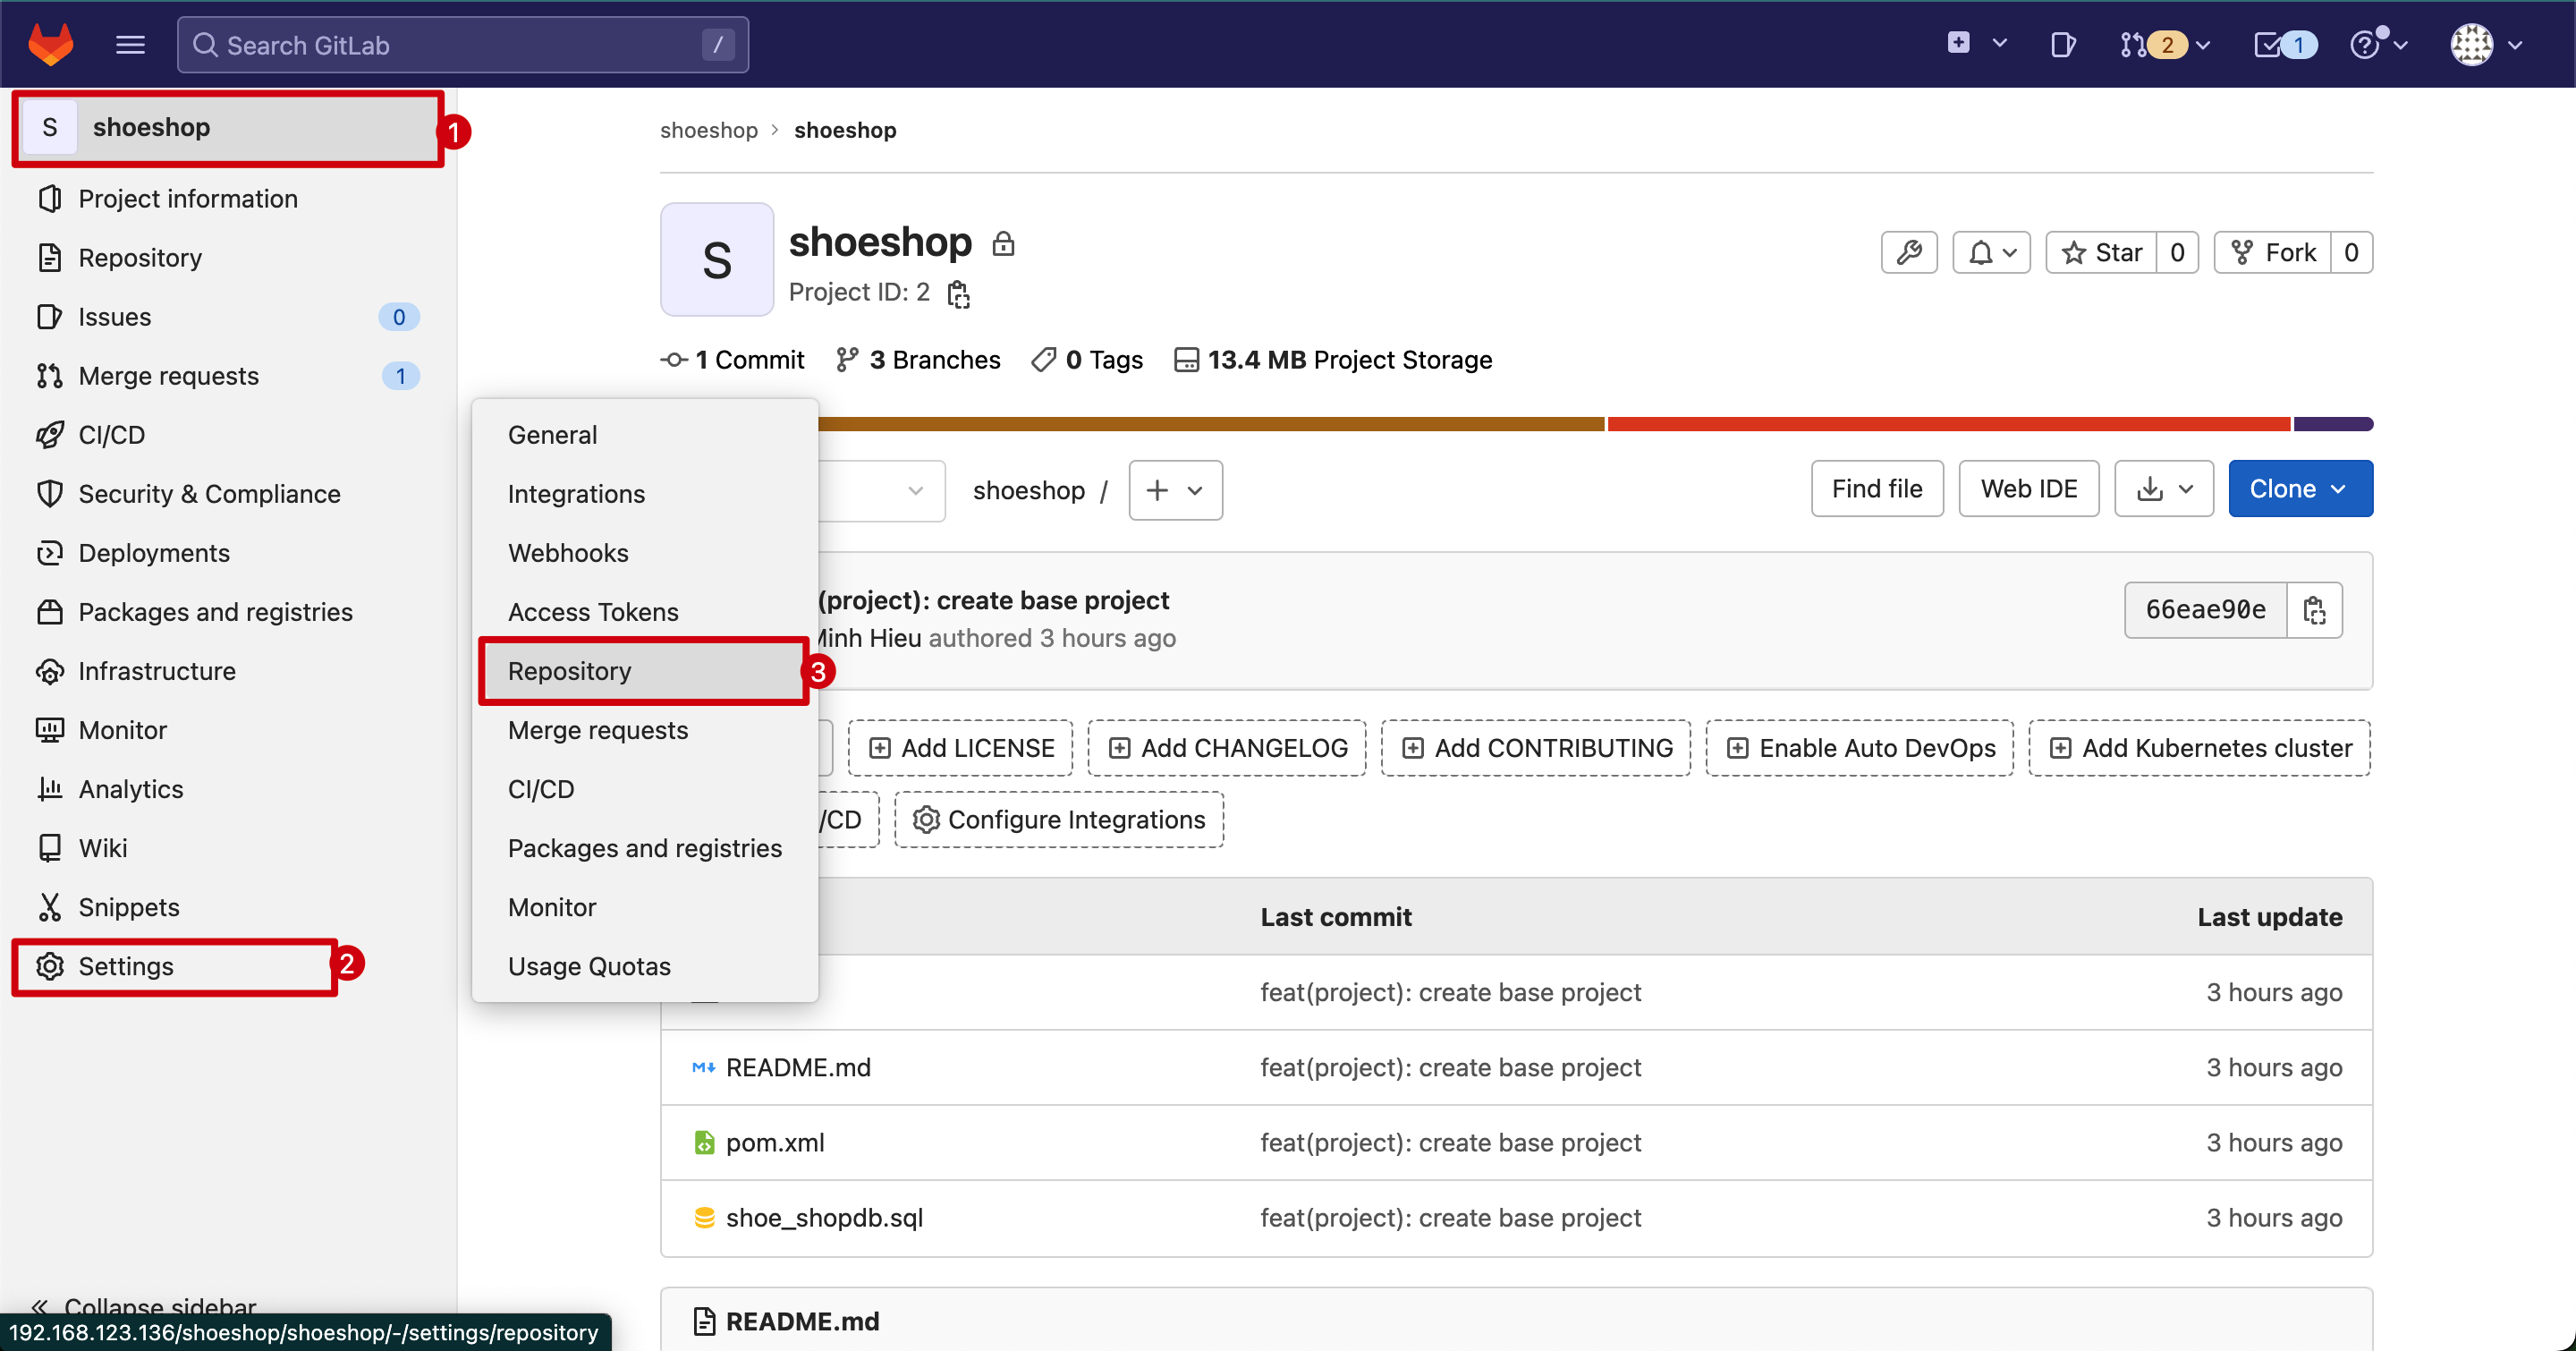 Search GitLab /
2
1
S shoeshop 1
Project information
Repository
Issues 0
Merge requests 1
CI/CD
Security & Compliance
Deployments
Packages and registries
Infrastructure
Monitor
Analytics
Wiki
Snippets
Settings 2
Collapse sidebar
192.168.123.136/shoeshop/shoeshop/-/settings/repository
General
Integrations
Webhooks
Access Tokens
Repository 3
Merge requests
CI/CD
Packages and registries
Monitor
Usage Quotas
shoeshop > shoeshop
S
shoeshop
Project ID: 2
Star 0
Fork 0
1 Commit 3 Branches 0 Tags 13.4 MB Project Storage
shoeshop / +
Find file Web IDE Clone
(project): create base project
Minh Hieu authored 3 hours ago
66eae90e
Add LICENSE Add CHANGELOG Add CONTRIBUTING Enable Auto DevOps Add Kubernetes cluster
/CD Configure Integrations
Last commit Last update
feat(project): create base project 3 hours ago
README.md feat(project): create base project 3 hours ago
pom.xml feat(project): create base project 3 hours ago
shoe_shopdb.sql feat(project): create base project 3 hours ago
README.md